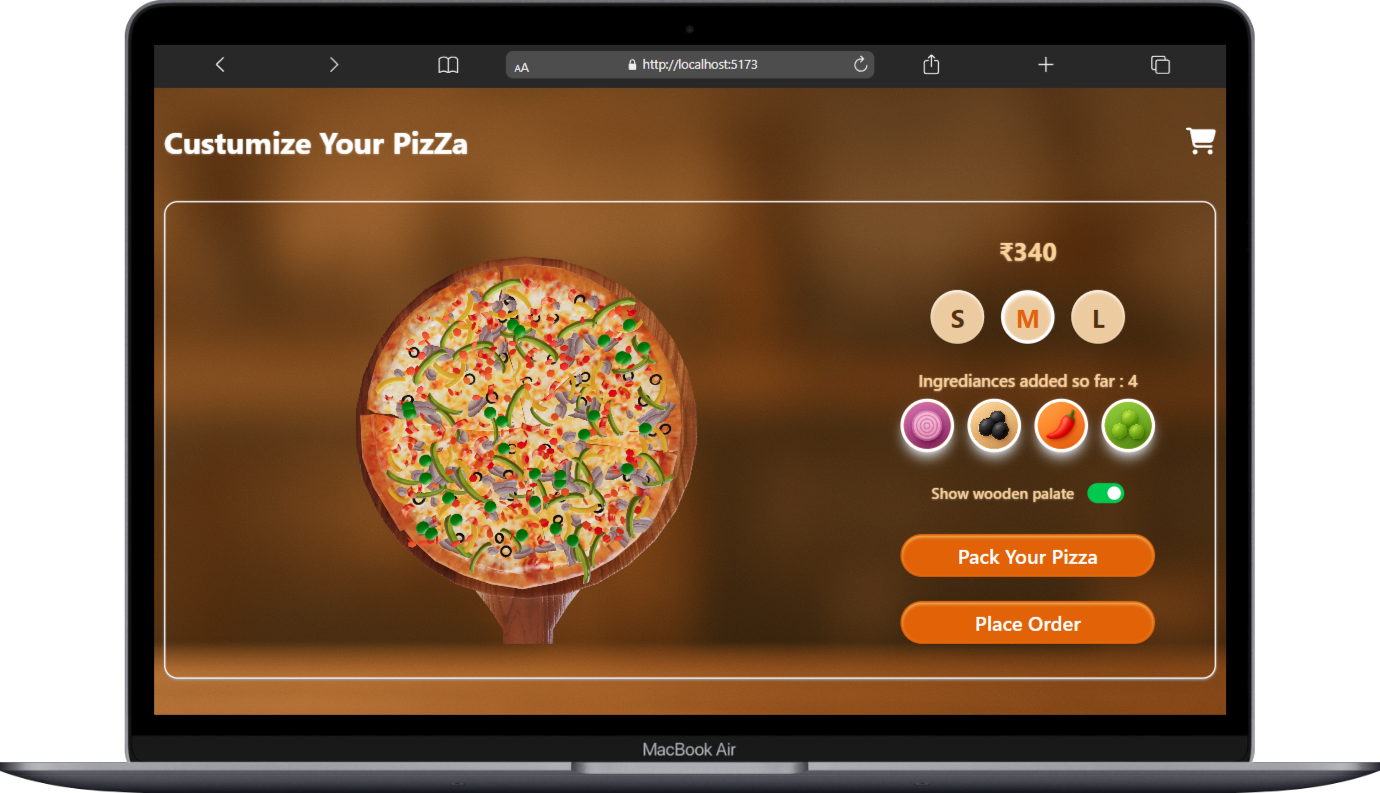 AA http://localhost:5173
Custumize Your PizZa
₹340
S M L
Ingrediances added so far : 4
Show wooden palate
Pack Your Pizza
Place Order
MacBook Air